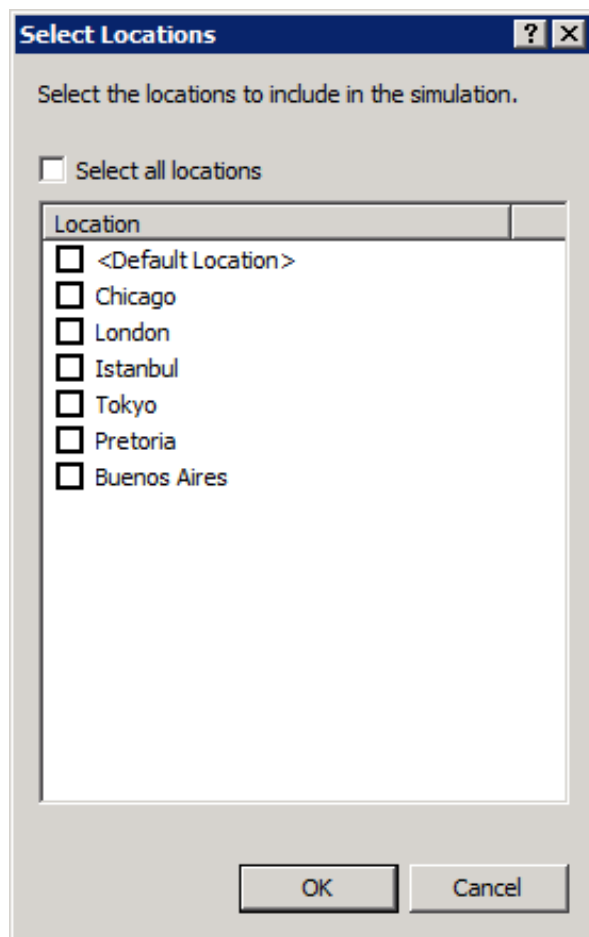 Select Locations
Select the locations to include in the simulation.
Select all locations
Location
<Default Location>
Chicago
London
Istanbul
Tokyo
Pretoria
Buenos Aires
OK Cancel